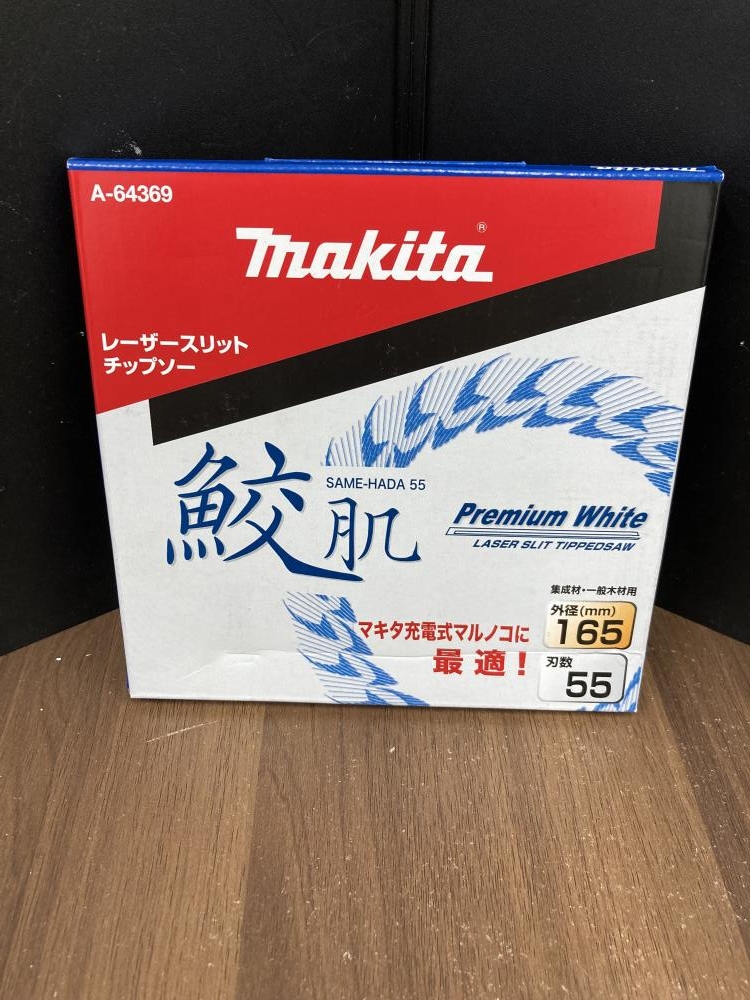 makita
A-64369
makita®
レーザースリット
チップソー
鮫肌
SAME-HADA 55
Premium White
LASER SLIT TIPPEDSAW
集成材・一般木材用
外径(mm)
165
マキタ充電式マルノコに
最適!
刃数
55